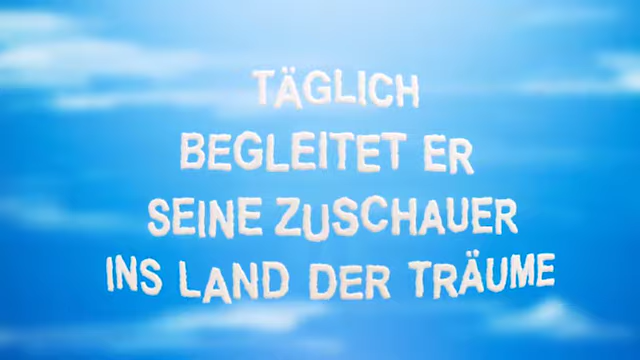 TÄGLICH
BEGLEITET ER
SEINE ZUSCHAUER
INS LAND DER TRÄUME